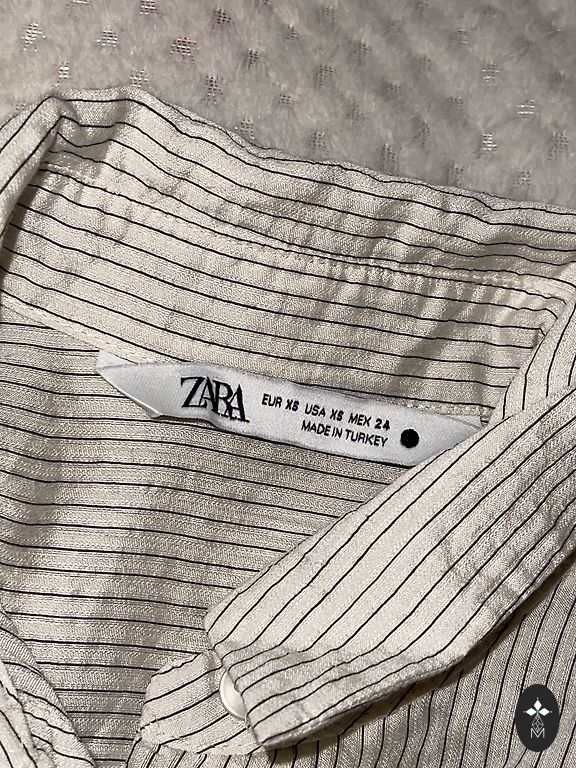 ZARA
EUR XS USA XS MEX 24
MADE IN TURKEY